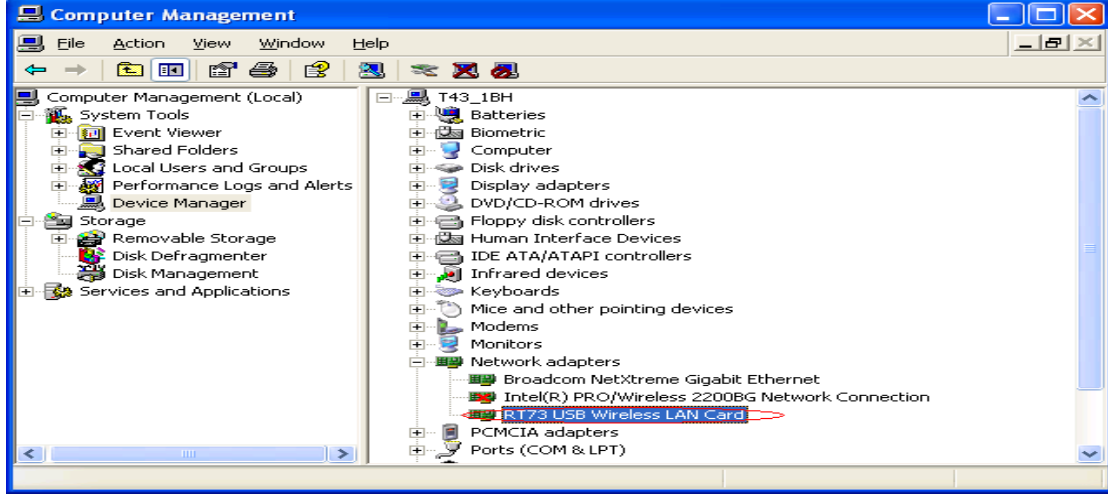 Computer Management
File Action View Window Help
Computer Management (Local)
System Tools
Event Viewer
Shared Folders
Local Users and Groups
Performance Logs and Alerts
Device Manager
Storage
Removable Storage
Disk Defragmenter
Disk Management
Services and Applications
T43_1BH
Batteries
Biometric
Computer
Disk drives
Display adapters
DVD/CD-ROM drives
Floppy disk controllers
Human Interface Devices
IDE ATA/ATAPI controllers
Infrared devices
Keyboards
Mice and other pointing devices
Modems
Monitors
Network adapters
Broadcom NetXtreme Gigabit Ethernet
Intel(R) PRO/Wireless 2200BG Network Connection
RT73 USB Wireless LAN Card
PCMCIA adapters
Ports (COM & LPT)